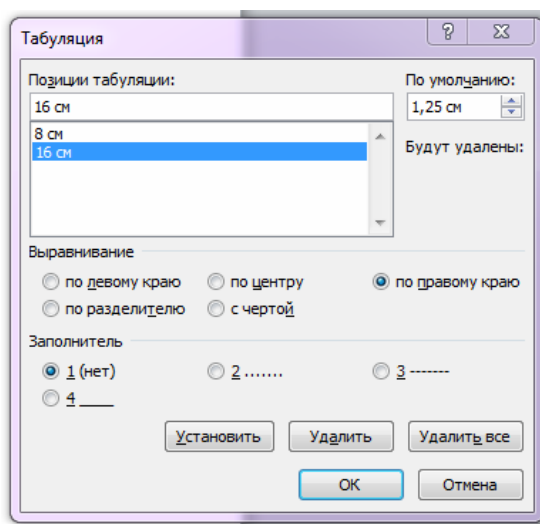 Табуляция
Позиции табуляции: По умолчанию:
16 см 1,25 см
8 см
16 см
Будут удалены:
Выравнивание
по левому краю по центру по правому краю
по разделителю с чертой
Заполнитель
1 (нет) 2 ....... 3 -------
4 ____
Установить Удалить Удалить все
ОК Отмена